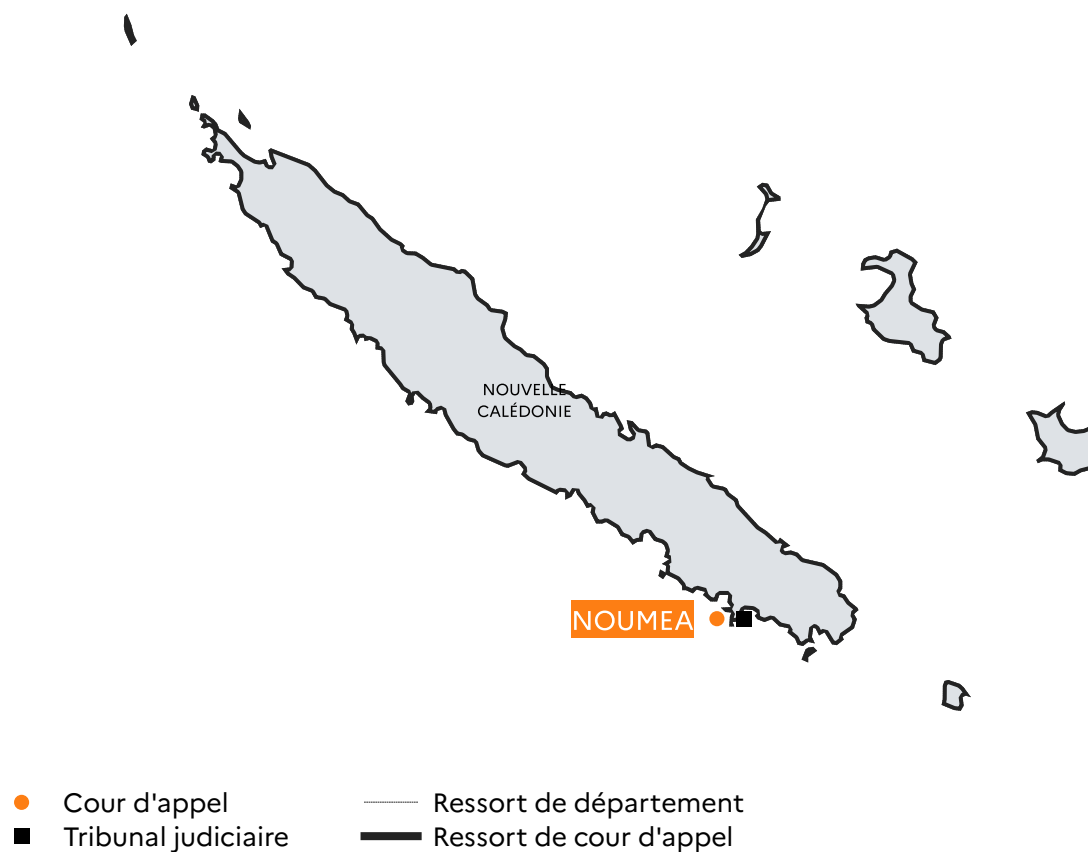 NOUVELLE
CALÉDONIE
NOUMEA
Cour d'appel
Tribunal judiciaire
Ressort de département
Ressort de cour d'appel